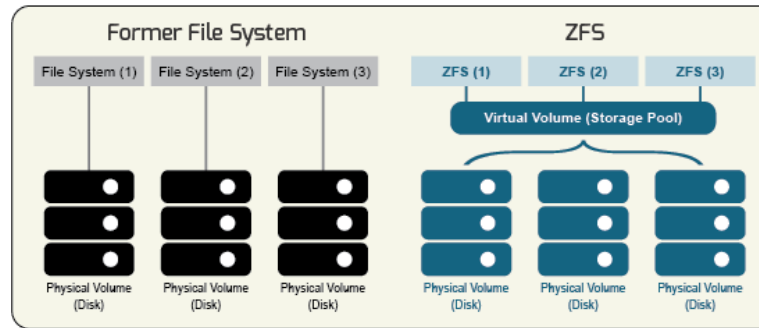 Former File System
File System (1)
File System (2)
File System (3)
Physical Volume
(Disk)
Physical Volume
(Disk)
Physical Volume
(Disk)
ZFS
ZFS (1)
ZFS (2)
ZFS (3)
Virtual Volume (Storage Pool)
Physical Volume
(Disk)
Physical Volume
(Disk)
Physical Volume
(Disk)